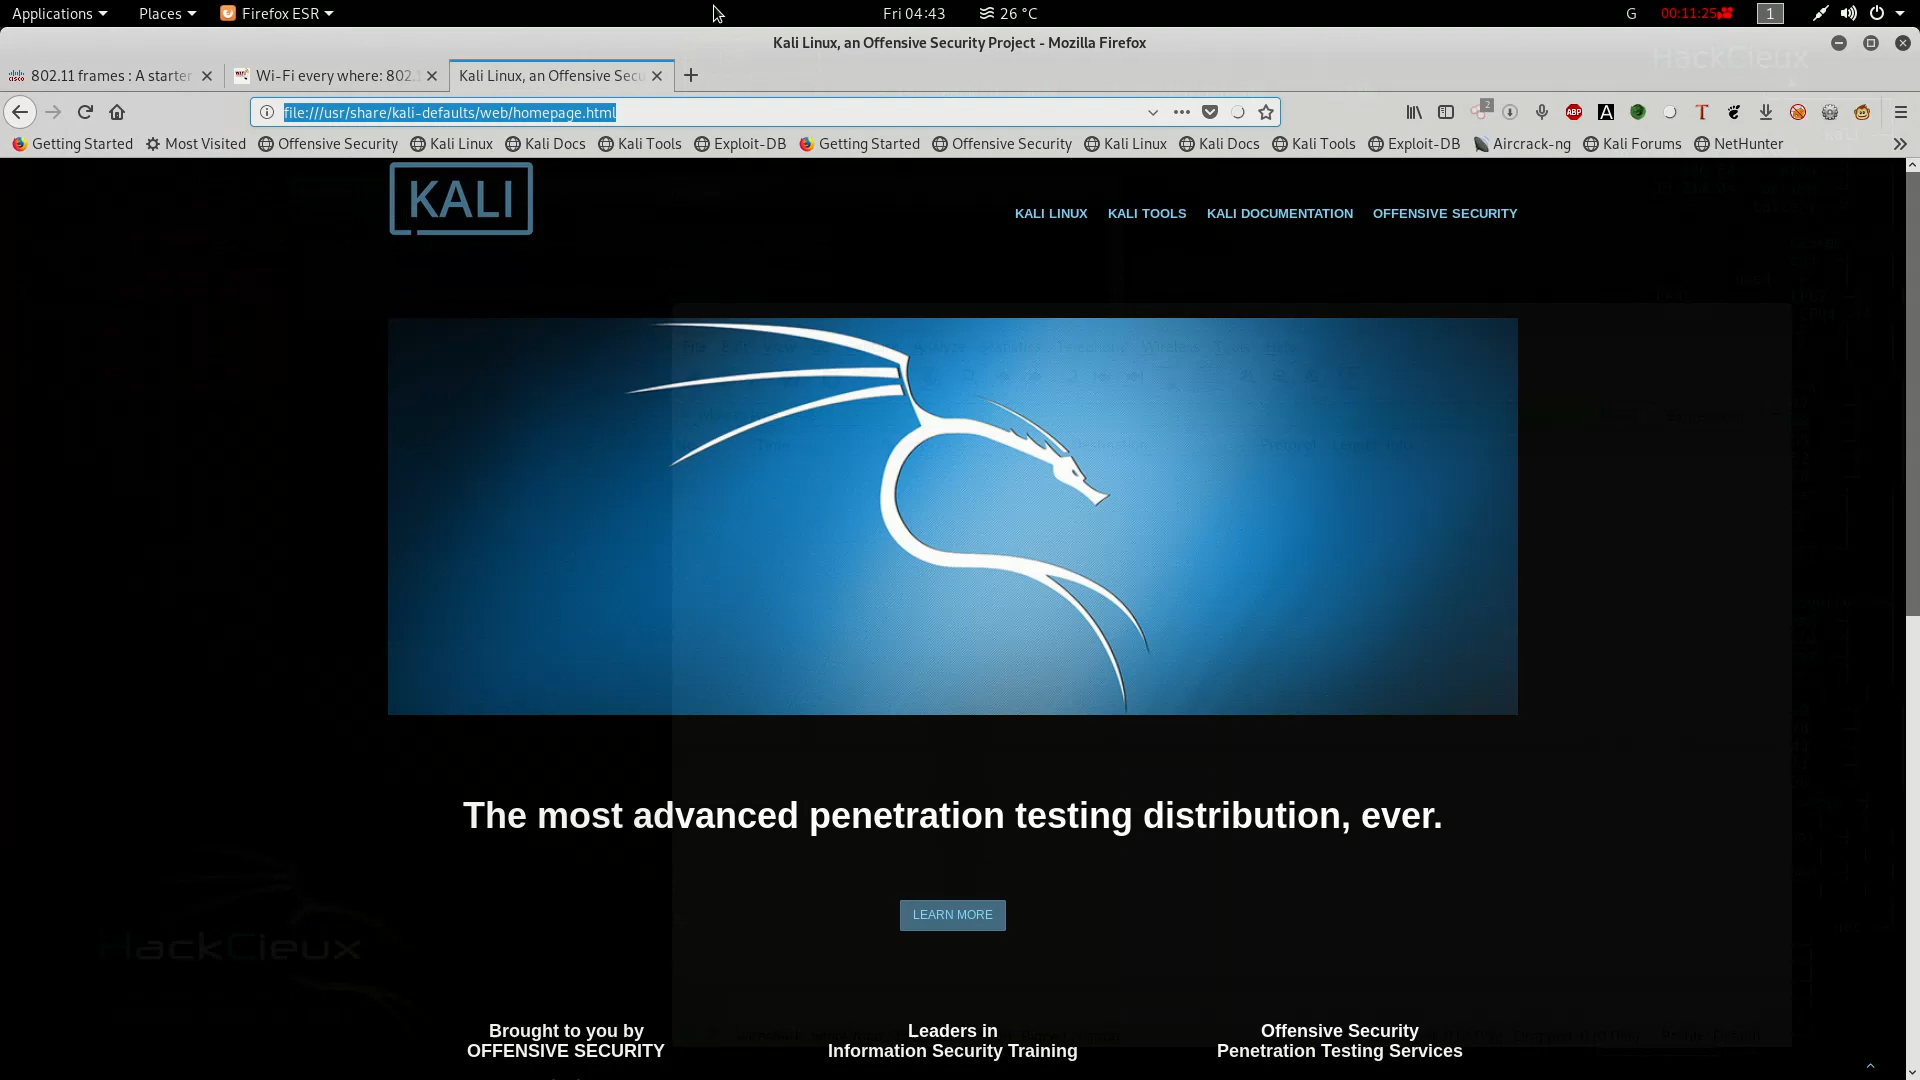 Applications Places Firefox ESR Fri 04:43 26 °C G 00:11:25 1
Kali Linux, an Offensive Security Project - Mozilla Firefox
HackCieux
802.11 frames : A starter Wi-Fi every where: 802.1 Kali Linux, an Offensive Secu
file:///usr/share/kali-defaults/web/homepage.html 2 ABP A T
Getting Started Most Visited Offensive Security Kali Linux Kali Docs Kali Tools Exploit-DB Getting Started Offensive Security Kali Linux Kali Docs Kali Tools Exploit-DB Aircrack-ng Kali Forums NetHunter
KALI
KALI LINUX KALI TOOLS KALI DOCUMENTATION OFFENSIVE SECURITY
The most advanced penetration testing distribution, ever.
LEARN MORE
HackCieux
Brought to you by
OFFENSIVE SECURITY
Leaders in
Information Security Training
Offensive Security
Penetration Testing Services